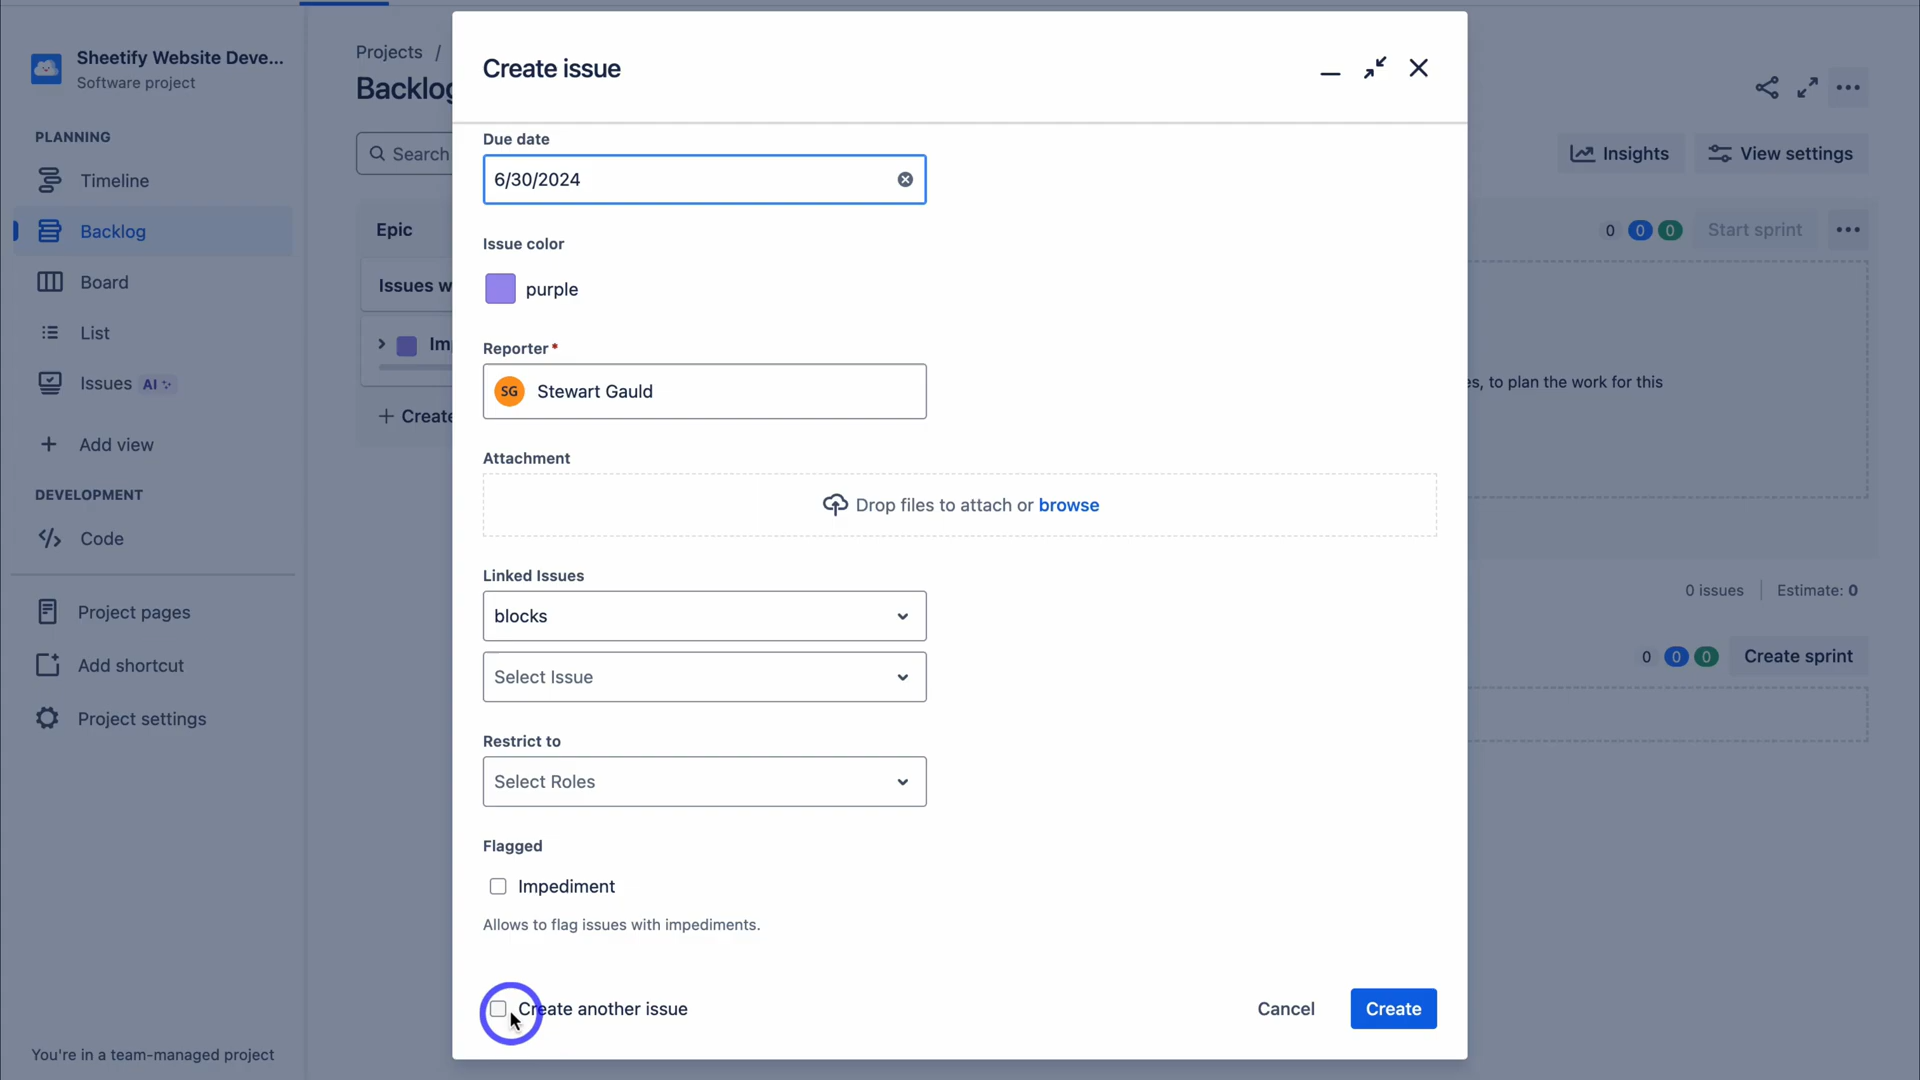 Sheetify Website Deve...
Software project
PLANNING
Timeline
Backlog
Board
List
Issues AI
Add view
DEVELOPMENT
Code
Project pages
Add shortcut
Project settings
You're in a team-managed project
Projects /
Backlog
Search
Epic
Issues w
Im
Create
Create issue
Due date
6/30/2024
Issue color
purple
Reporter*
SG Stewart Gauld
Attachment
Drop files to attach or browse
Linked Issues
blocks
Select Issue
Restrict to
Select Roles
Flagged
Impediment
Allows to flag issues with impediments.
Create another issue
Cancel
Create
Insights
View settings
0 0 0 Start sprint
es, to plan the work for this
0 issues Estimate: 0
0 0 0 Create sprint